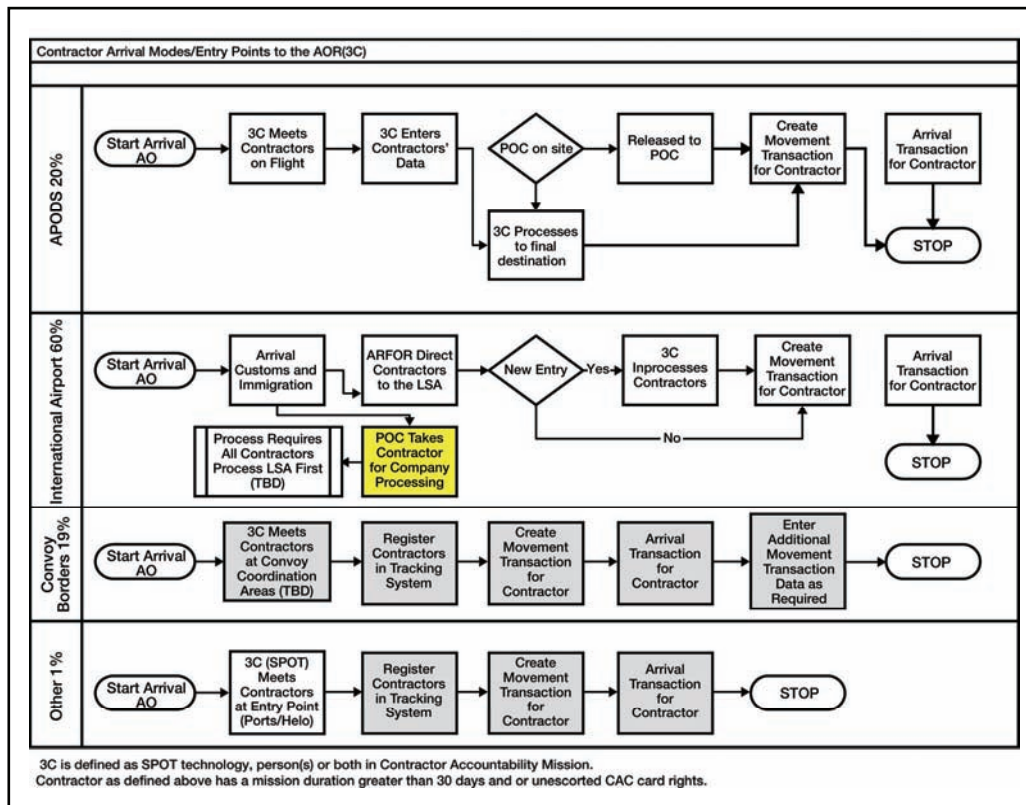 Contractor Arrival Modes/Entry Points to the AOR(3C)
APODS 20%
Start Arrival
AO
3C Meets
Contractors
on Flight
3C Enters
Contractors'
Data
POC on site
Released to
POC
Create
Movement
Transaction
for Contractor
Arrival
Transaction
for Contractor
3C Processes
to final
destination
STOP
International Airport 60%
Start Arrival
AO
Arrival
Customs and
Immigration
ARFOR Direct
Contractors
to the LSA
New Entry
Yes
3C
Inprocesses
Contractors
Create
Movement
Transaction
for Contractor
Arrival
Transaction
for Contractor
No
Process Requires
All Contractors
Process LSA First
(TBD)
POC Takes
Contractor
for Company
Processing
STOP
Convoy
Borders 19%
Start Arrival
AO
3C Meets
Contractors
at Convoy
Coordination
Areas (TBD)
Register
Contractors
in Tracking
System
Create
Movement
Transaction
for
Contractor
Arrival
Transaction
for
Contractor
Enter
Additional
Movement
Transaction
Data as
Required
STOP
Other 1%
Start Arrival
AO
3C (SPOT)
Meets
Contractors
at Entry Point
(Ports/Helo)
Register
Contractors
in Tracking
System
Create
Movement
Transaction
for
Contractor
Arrival
Transaction
for
Contractor
STOP
3C is defined as SPOT technology, person(s) or both in Contractor Accountability Mission.
Contractor as defined above has a mission duration greater than 30 days and or unescorted CAC card rights.